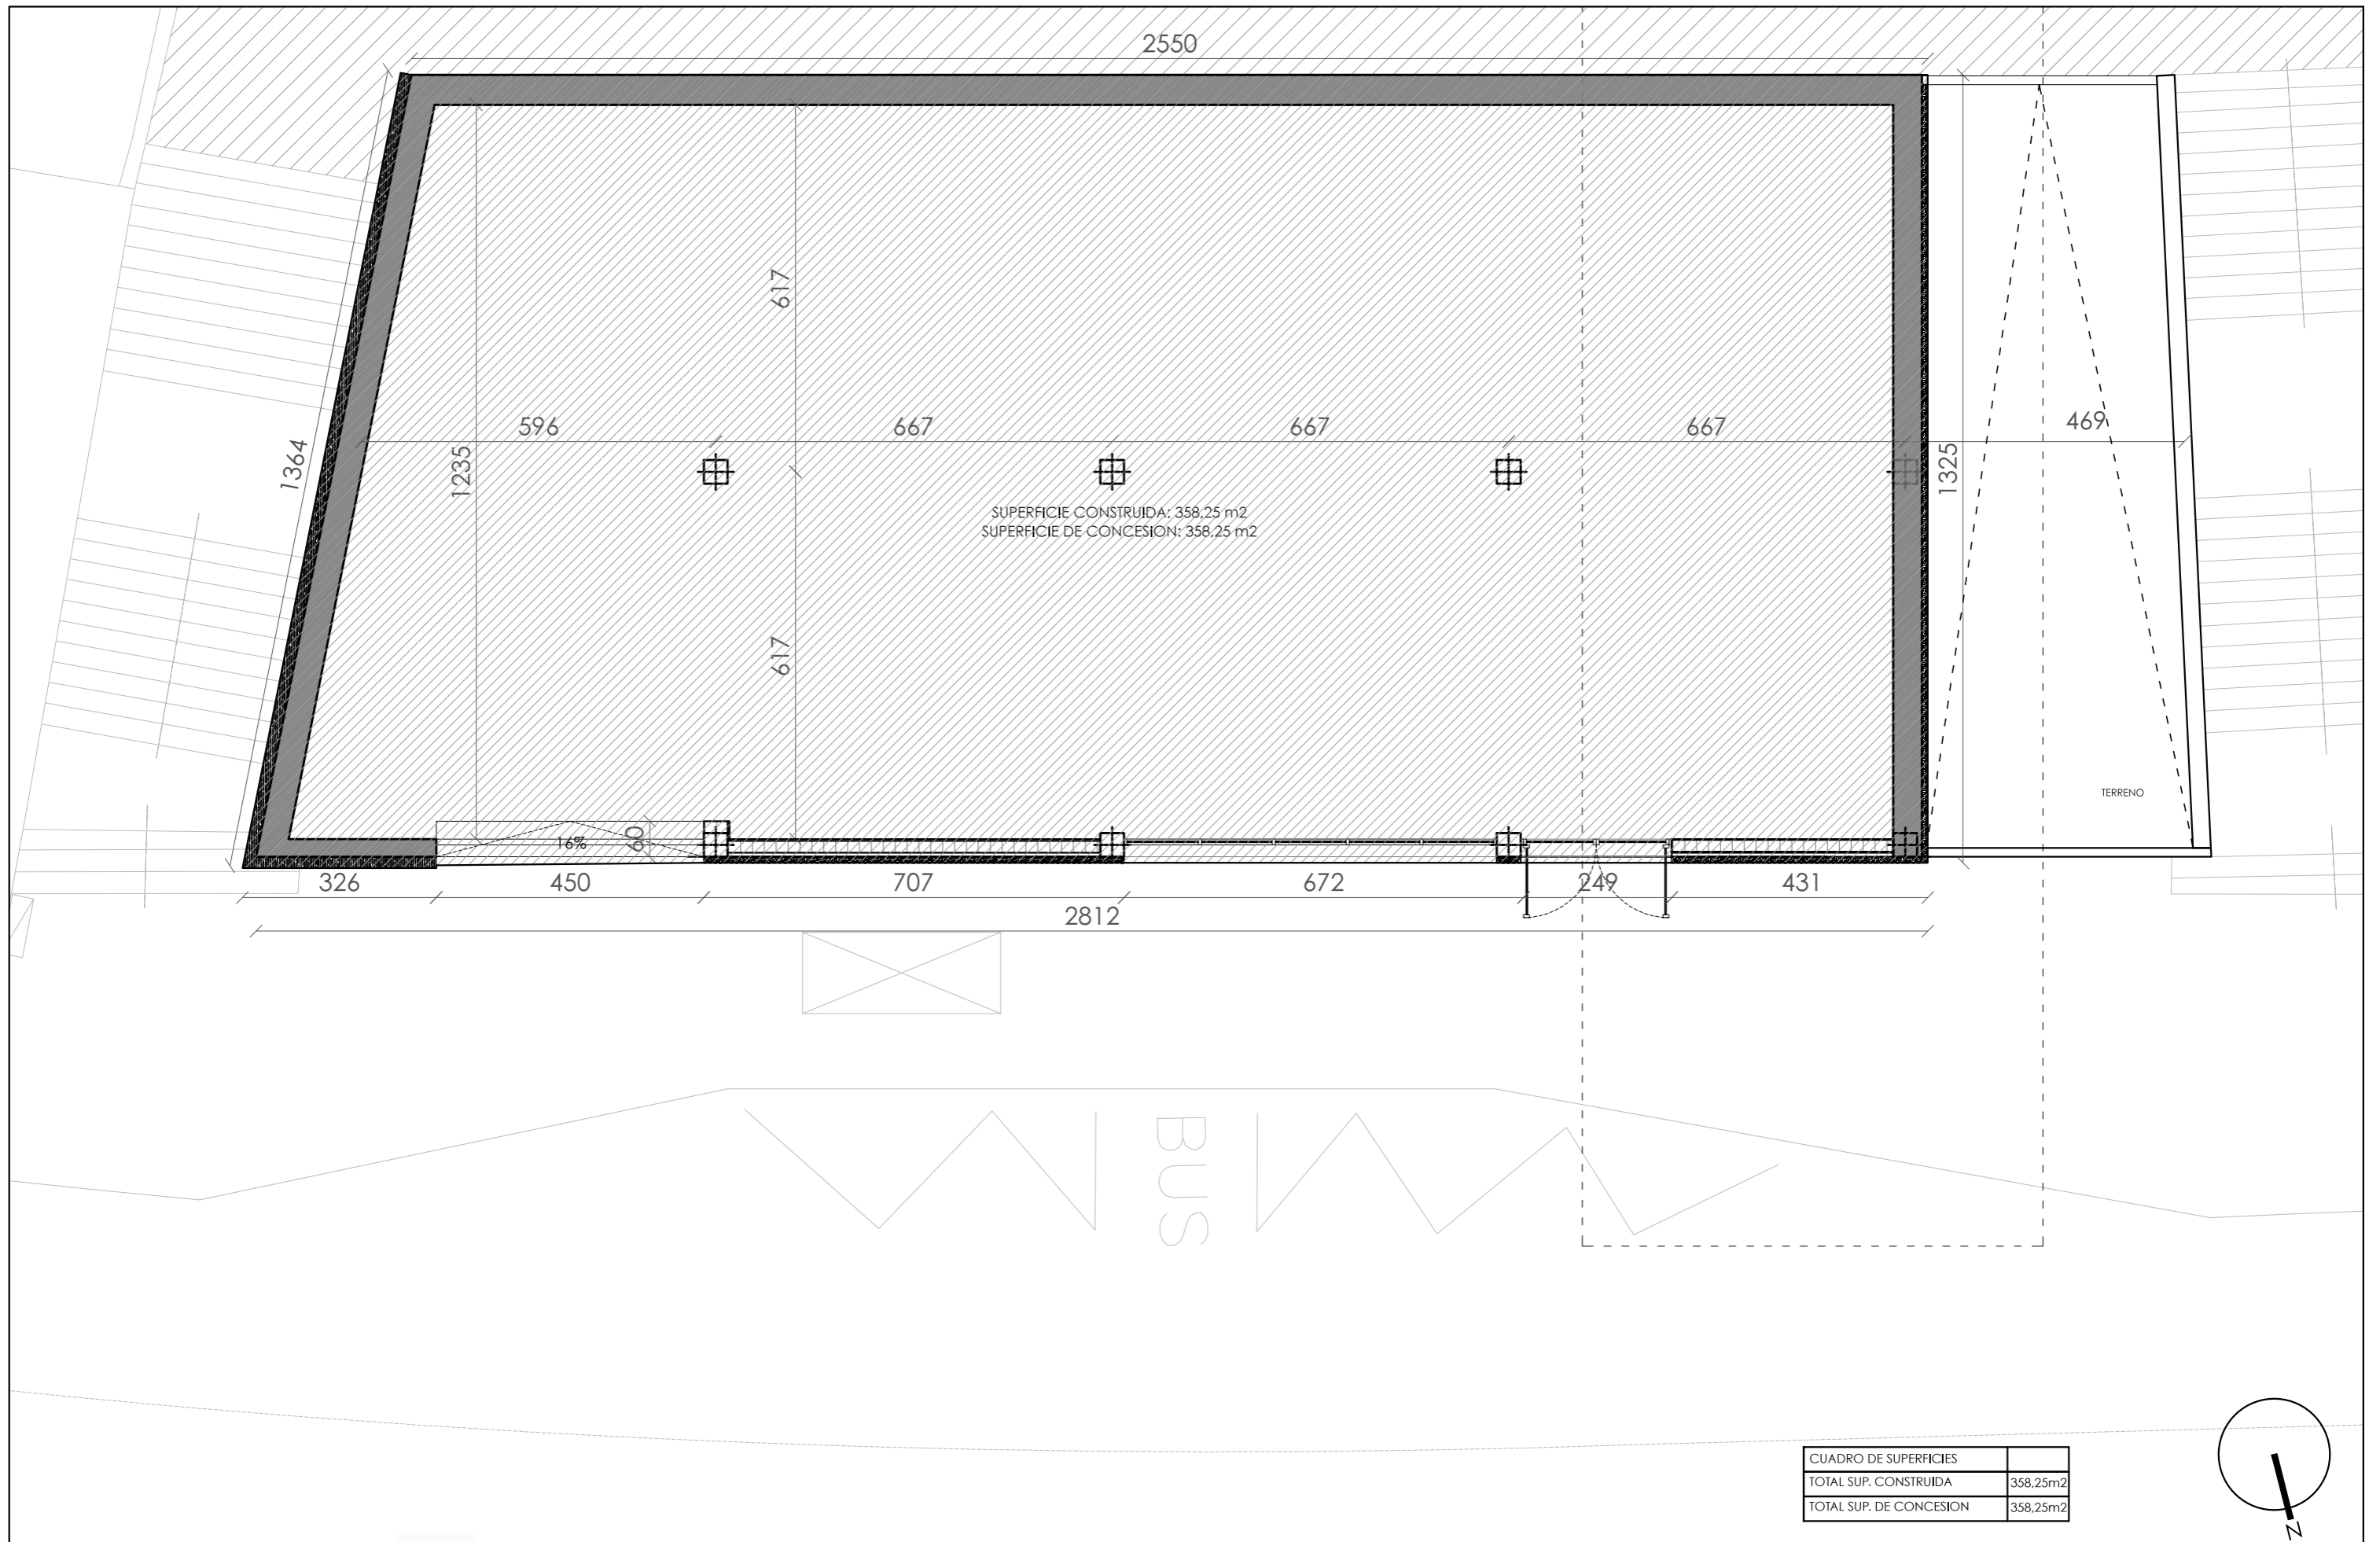 2550
617
596
667
667
667
469
1364
1235
1325
SUPERFICIE CONSTRUIDA: 358,25 m2
SUPERFICIE DE CONCESION: 358,25 m2
617
TERRENO
16%
60
326
450
707
672
249
431
2812
BUS
CUADRO DE SUPERFICIES
TOTAL SUP. CONSTRUIDA 358,25m2
TOTAL SUP. DE CONCESION 358,25m2
N